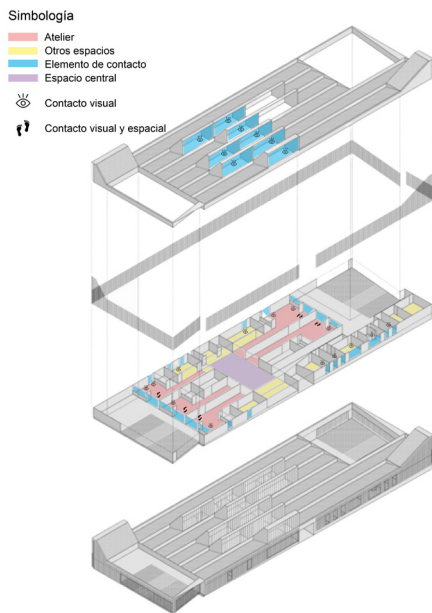 Simbología
Atelier
Otros espacios
Elemento de contacto
Espacio central
Contacto visual
Contacto visual y espacial